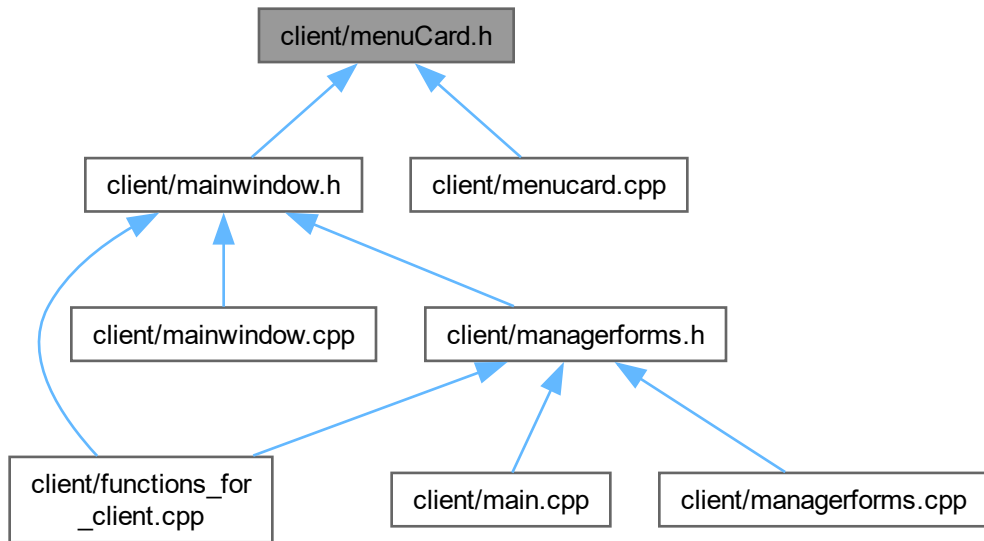 client/menuCard.h
client/mainwindow.h
client/menucard.cpp
client/mainwindow.cpp
client/managerforms.h
client/functions_for
_client.cpp
client/main.cpp
client/managerforms.cpp